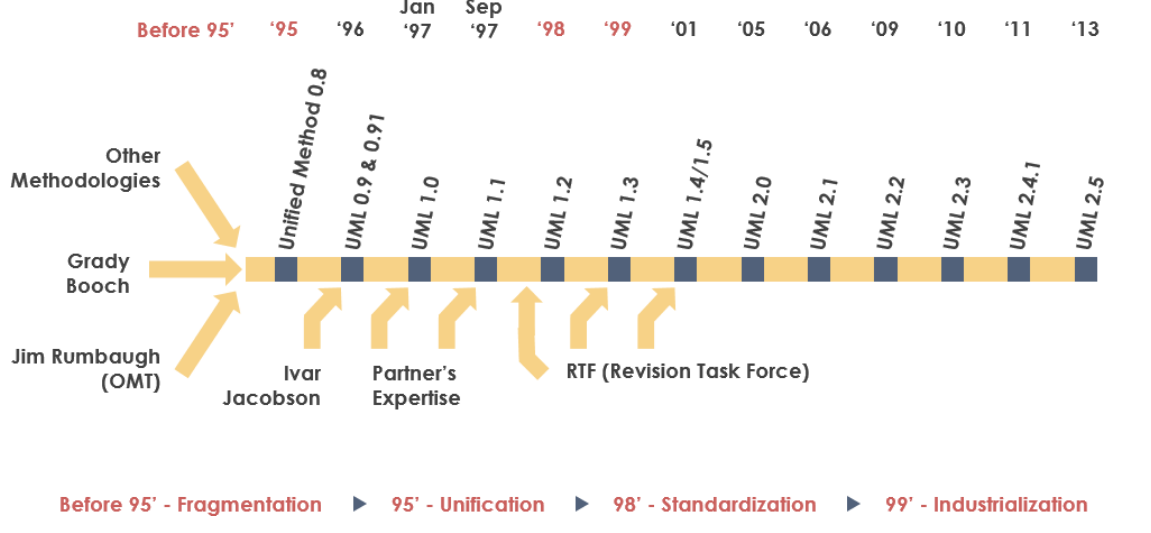 Jan Sep
Before 95’ ‘95 ‘96 ‘97 ‘97 ‘98 ‘99 ‘01 ‘05 ‘06 ‘09 ‘10 ‘11 ‘13
Unified Method 0.8
UML 0.9 & 0.91
UML 1.0
UML 1.1
UML 1.2
UML 1.3
UML 1.4/1.5
UML 2.0
UML 2.1
UML 2.2
UML 2.3
UML 2.4.1
UML 2.5
Other
Methodologies
Grady
Booch
Jim Rumbaugh
(OMT)
Ivar
Jacobson
Partner’s
Expertise
RTF (Revision Task Force)
Before 95’ - Fragmentation 95’ - Unification 98’ - Standardization 99’ - Industrialization